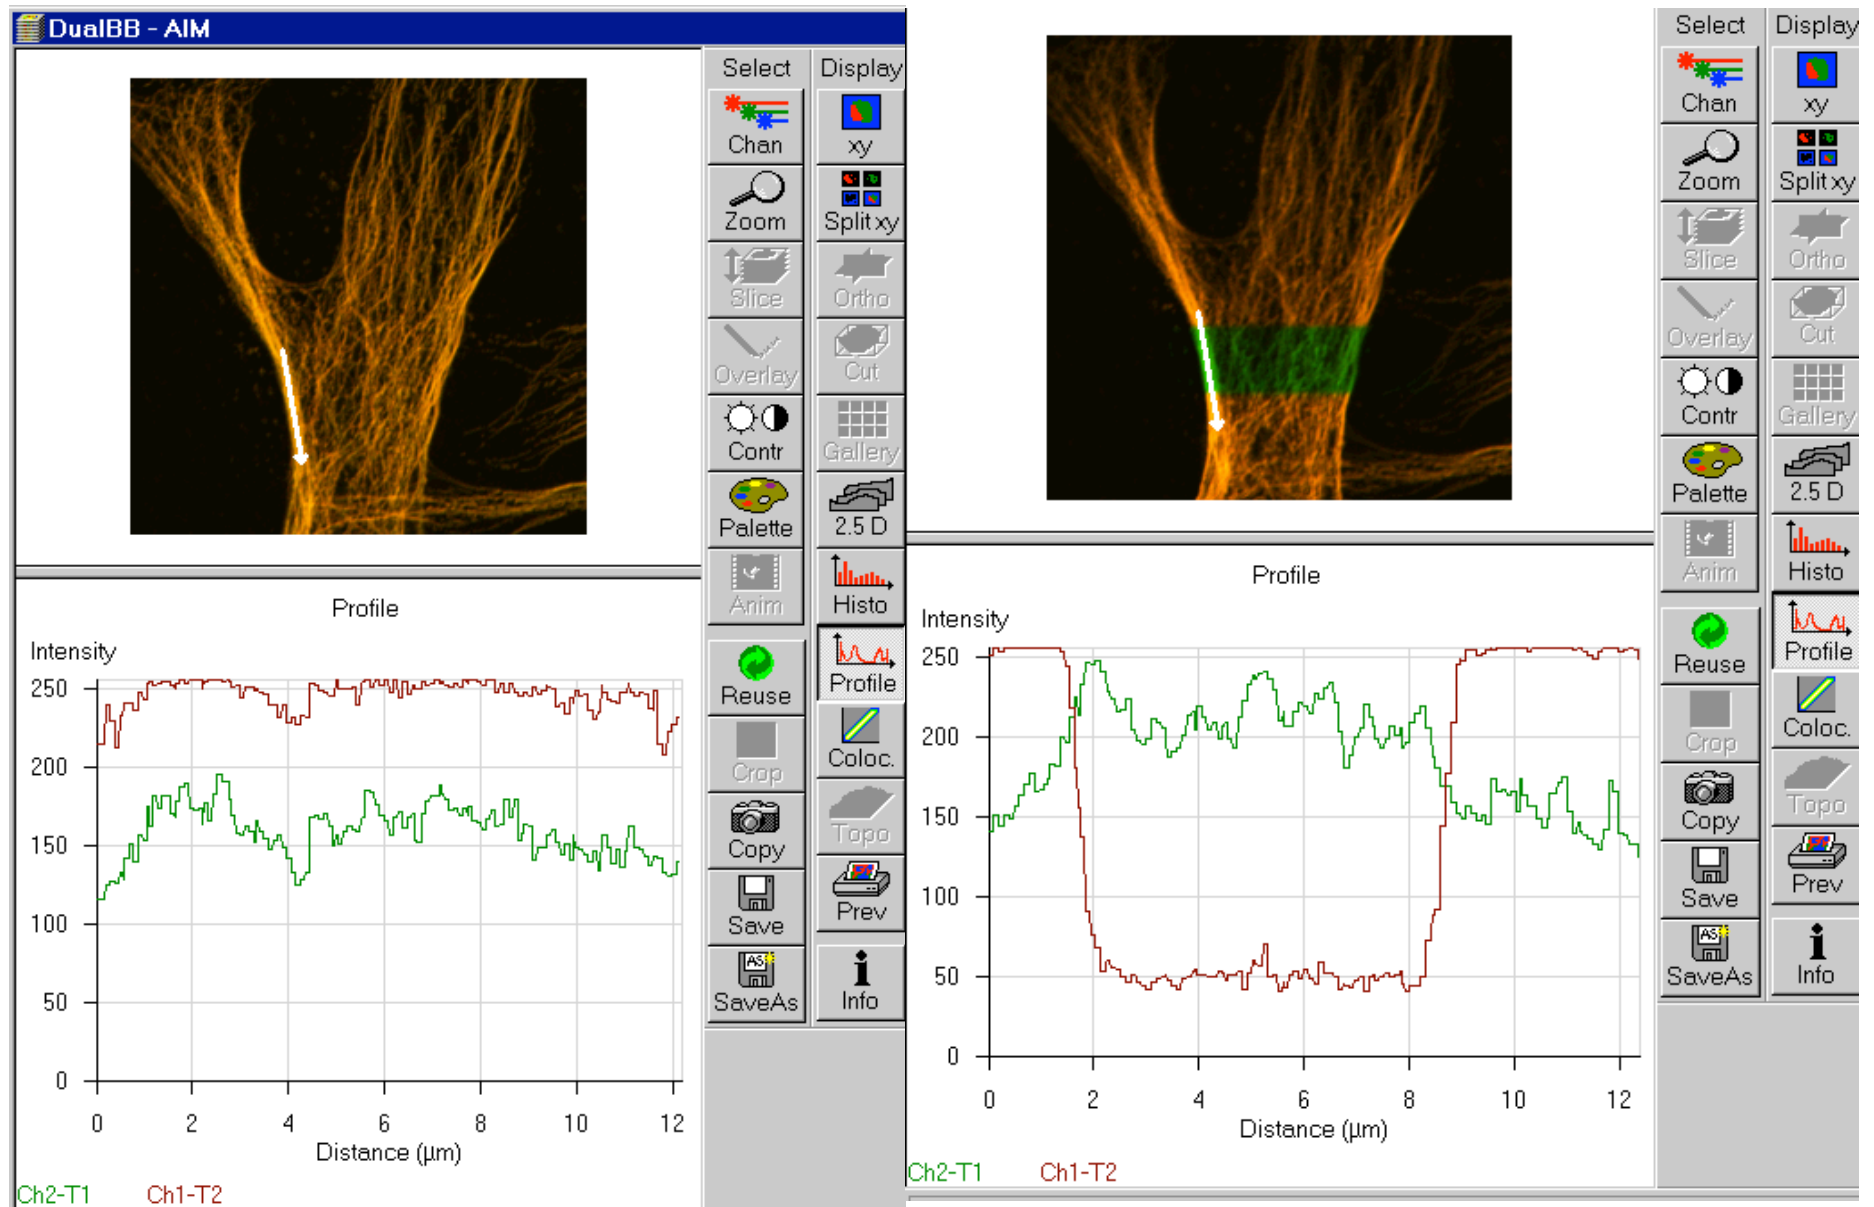 DualBB - AIM
Select Display
Chan xy
Zoom Split xy
Slice Ortho
Overlay Cut
Contr Gallery
Palette 2.5 D
Anim Histo
Reuse Profile
Crop Coloc.
Copy Topo
Save Prev
AS
SaveAs Info
Profile
Intensity
250
200
150
100
50
0
0 2 4 6 8 10 12
Distance (µm)
Ch2-T1 Ch1-T2
Select Display
Chan xy
Zoom Split xy
Slice Ortho
Overlay Cut
Contr Gallery
Palette 2.5 D
Anim Histo
Reuse Profile
Crop Coloc.
Copy Topo
Save Prev
AS
SaveAs Info
Profile
Intensity
250
200
150
100
50
0
0 2 4 6 8 10 12
Distance (µm)
Ch2-T1 Ch1-T2